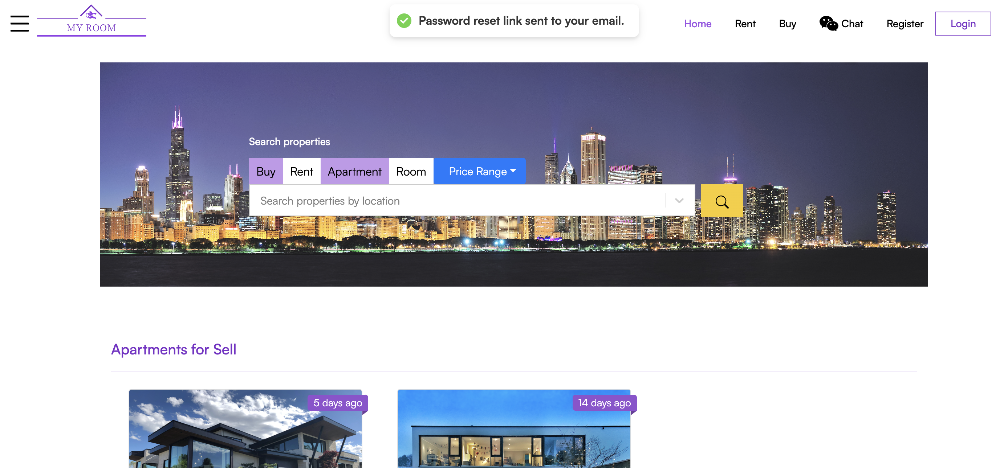 MY ROOM
Password reset link sent to your email.
Home Rent Buy Chat Register Login
Search properties
Buy Rent Apartment Room Price Range
Search properties by location
Apartments for Sell
5 days ago
14 days ago